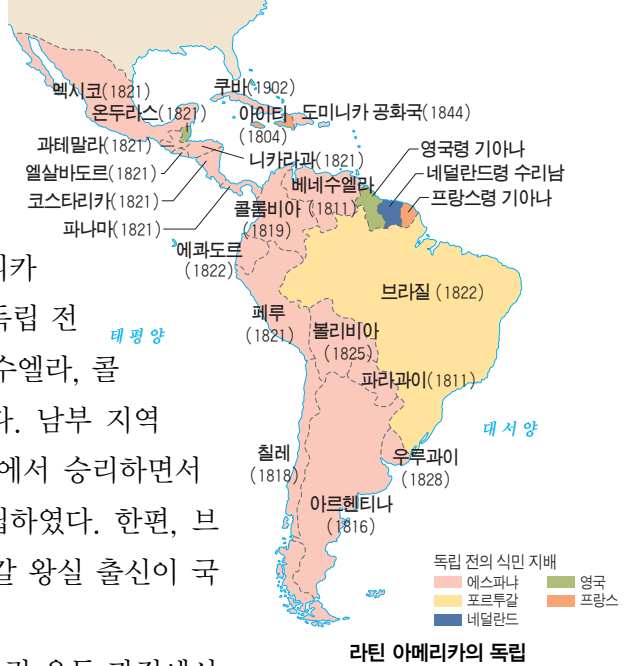 멕시코(1821)
쿠바(1902)
온두라스(1821)
아이티
(1804)
도미니카 공화국(1844)
과테말라(1821)
니카라과(1821)
영국령 기아나
엘살바도르(1821)
네덜란드령 수리남
코스타리카(1821)
베네수엘라
(1811)
프랑스령 기아나
파나마(1821)
콜롬비아
(1819)
에콰도르
(1822)
브라질 (1822)
페루
(1821)
볼리비아
(1825)
태평양
파라과이(1811)
대서양
칠레
(1818)
우루과이
(1828)
아르헨티나
(1816)
리카
독립 전
수엘라, 콜
다. 남부 지역
에서 승리하면서
립하였다. 한편, 브
갈 왕실 출신이 국
독립 전의 식민 지배
에스파냐
영국
포르투갈
프랑스
네덜란드
라틴 아메리카의 독립